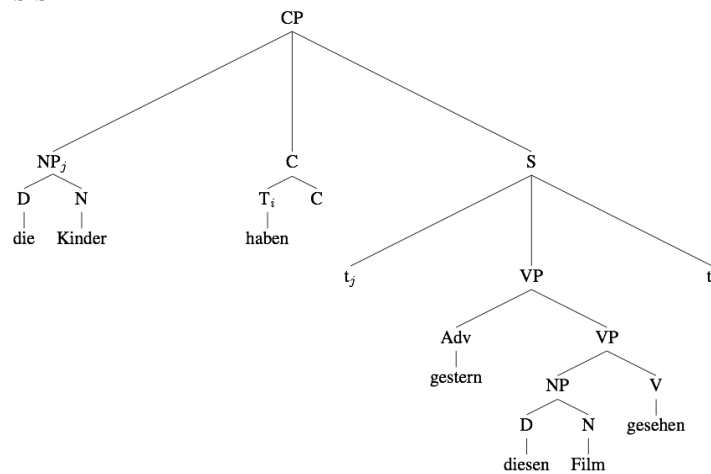 CP
NPⱼ C S
D N Tᵢ C
die Kinder haben
tⱼ VP t
Adv VP
gestern NP V
D N gesehen
diesen Film